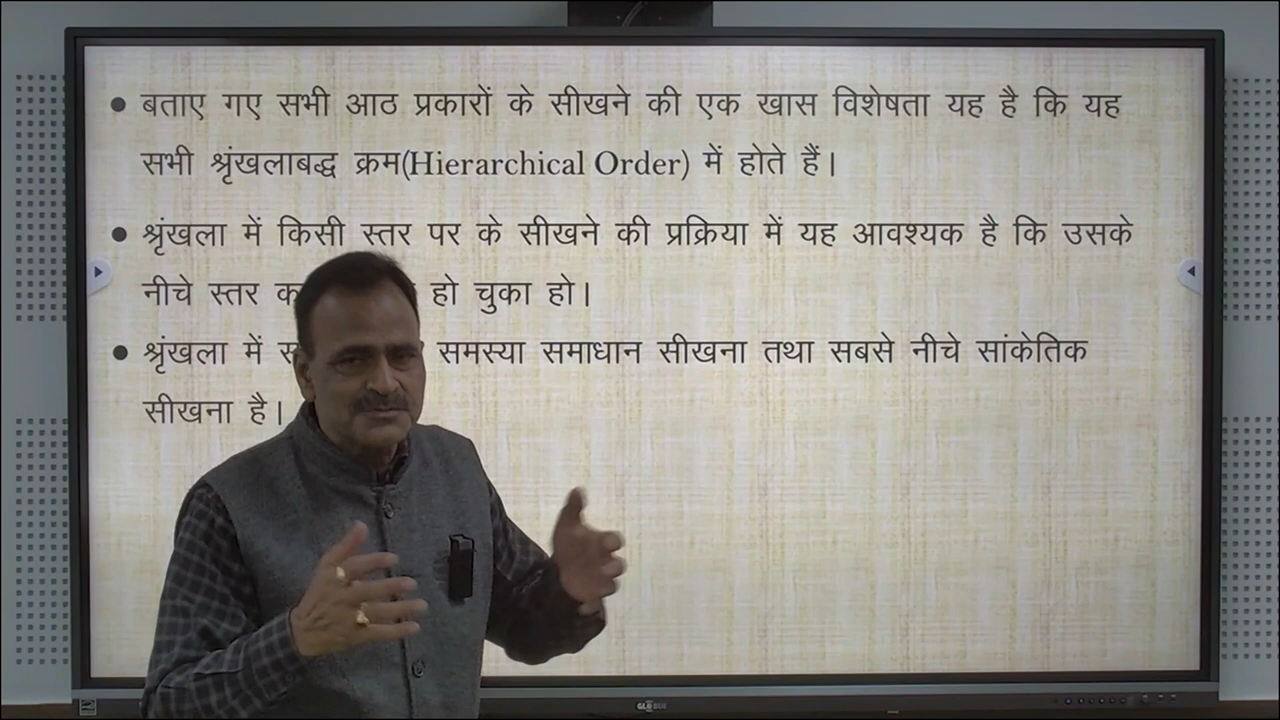 • बताए गए सभी आठ प्रकारों के सीखने की एक खास विशेषता यह है कि यह
सभी श्रृंखलाबद्ध क्रम(Hierarchical Order) में होते हैं।
• श्रृंखला में किसी स्तर पर के सीखने की प्रक्रिया में यह आवश्यक है कि उसके
नीचे स्तर हो चुका हो।
• श्रृंखला में समस्या समाधान सीखना तथा सबसे नीचे सांकेतिक
सीखना है।